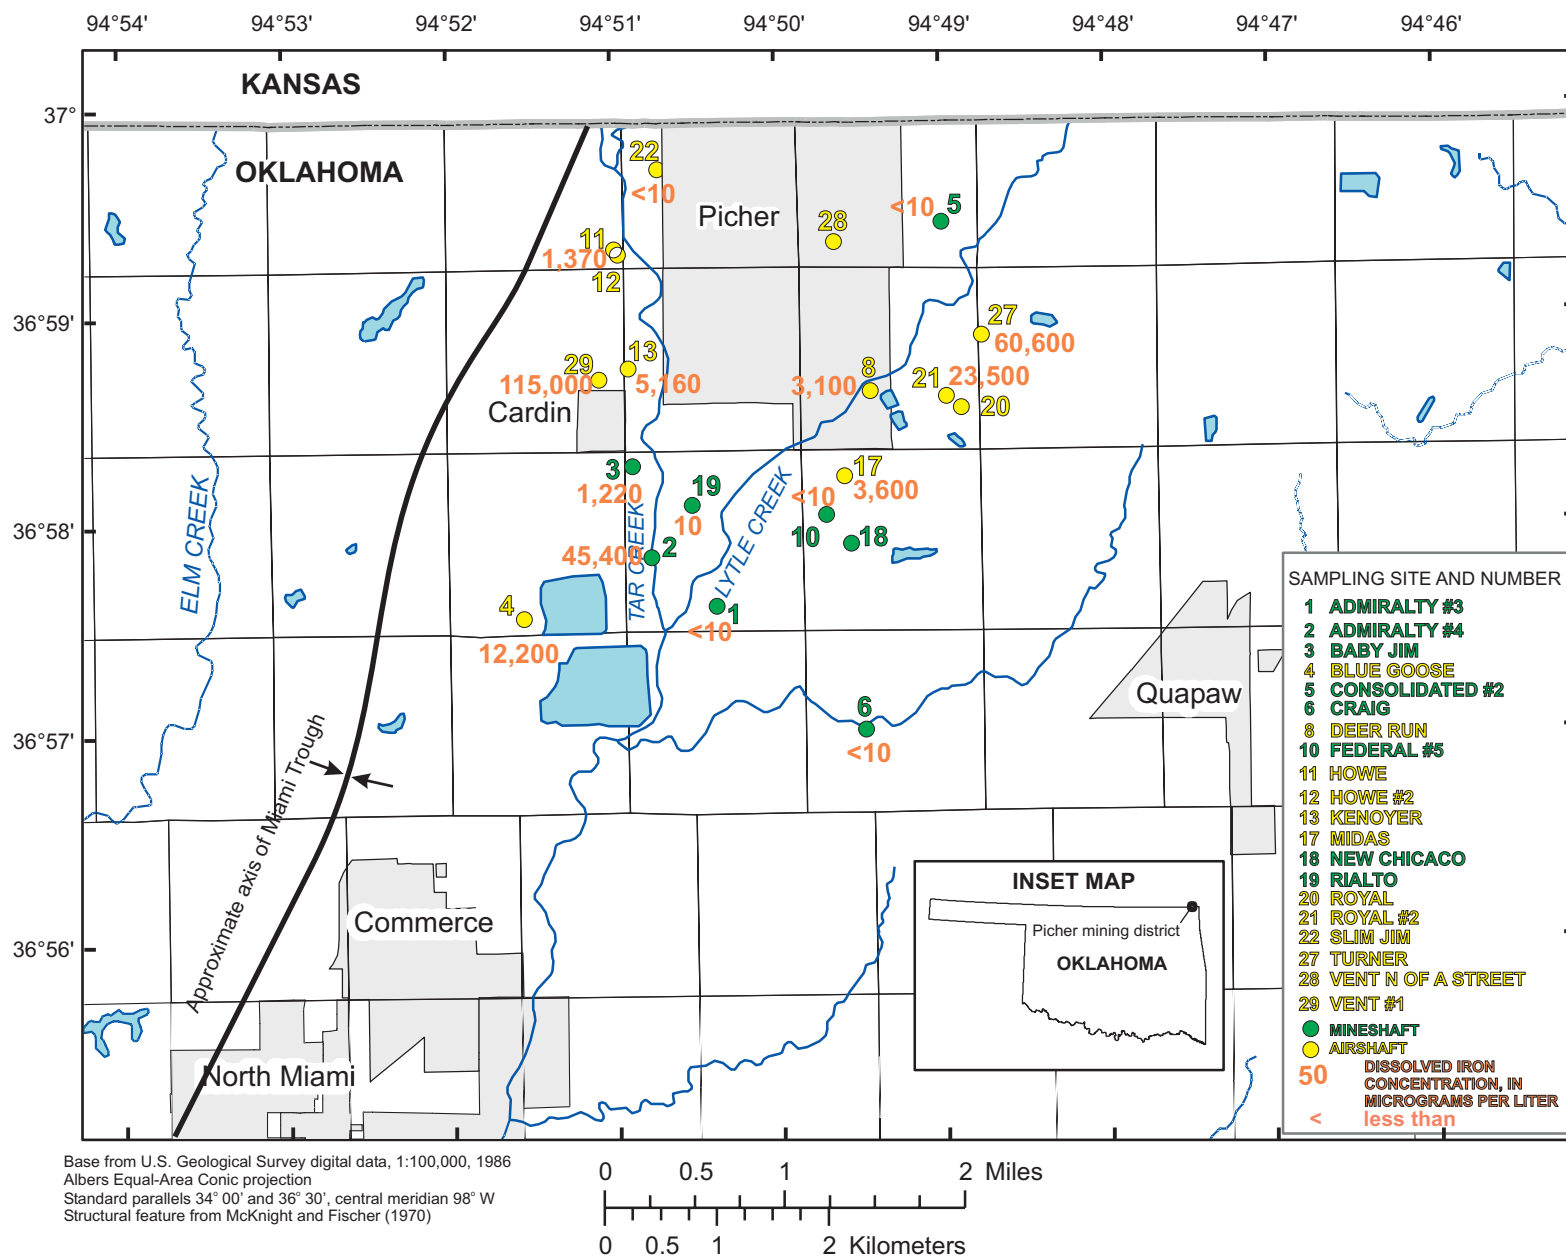 94°54' 94°53' 94°52' 94°51' 94°50' 94°49' 94°48' 94°47' 94°46'
KANSAS
37°
OKLAHOMA
22
<10
Picher
<10 5
28
11
1,370
12
36°59'
27
60,600
13
29
115,000 5,160
8
3,100
21 23,500
20
Cardin
3
1,220
19
10
17
3,600
<10
10 18
36°58'
ELM CREEK
TAR CREEK
LYTLE CREEK
45,400 2
4
12,200
1
<10
Quapaw
6
<10
36°57'
Approximate axis of Miami Trough
Commerce
36°56'
North Miami
INSET MAP
Picher mining district
OKLAHOMA
SAMPLING SITE AND NUMBER
1 ADMIRALTY #3
2 ADMIRALTY #4
3 BABY JIM
4 BLUE GOOSE
5 CONSOLIDATED #2
6 CRAIG
8 DEER RUN
10 FEDERAL #5
11 HOWE
12 HOWE #2
13 KENOYER
17 MIDAS
18 NEW CHICACO
19 RIALTO
20 ROYAL
21 ROYAL #2
22 SLIM JIM
27 TURNER
28 VENT N OF A STREET
29 VENT #1
MINESHAFT
AIRSHAFT
50 DISSOLVED IRON
CONCENTRATION, IN
MICROGRAMS PER LITER
< less than
Base from U.S. Geological Survey digital data, 1:100,000, 1986
Albers Equal-Area Conic projection
Standard parallels 34° 00' and 36° 30', central meridian 98° W
Structural feature from McKnight and Fischer (1970)
0 0.5 1 2 Miles
0 0.5 1 2 Kilometers